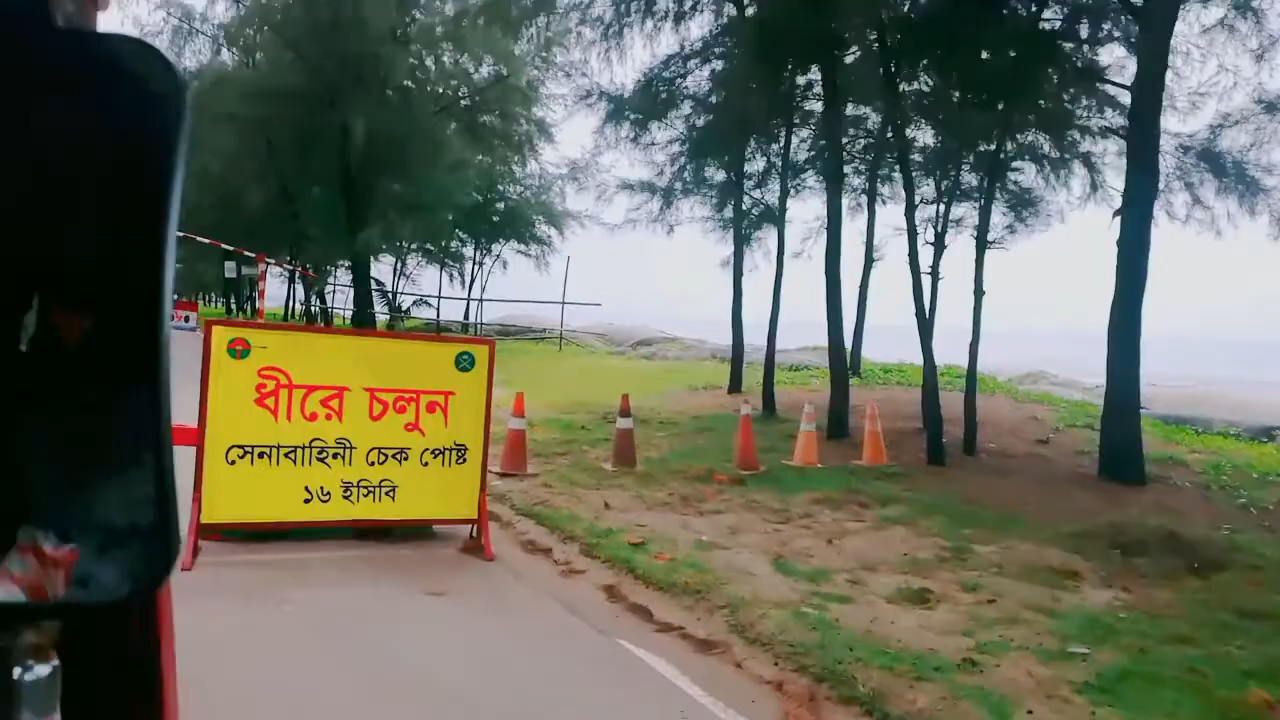 ধীরে চলুন
সেনাবাহিনী চেক পোষ্ট
১৬ ইসিবি